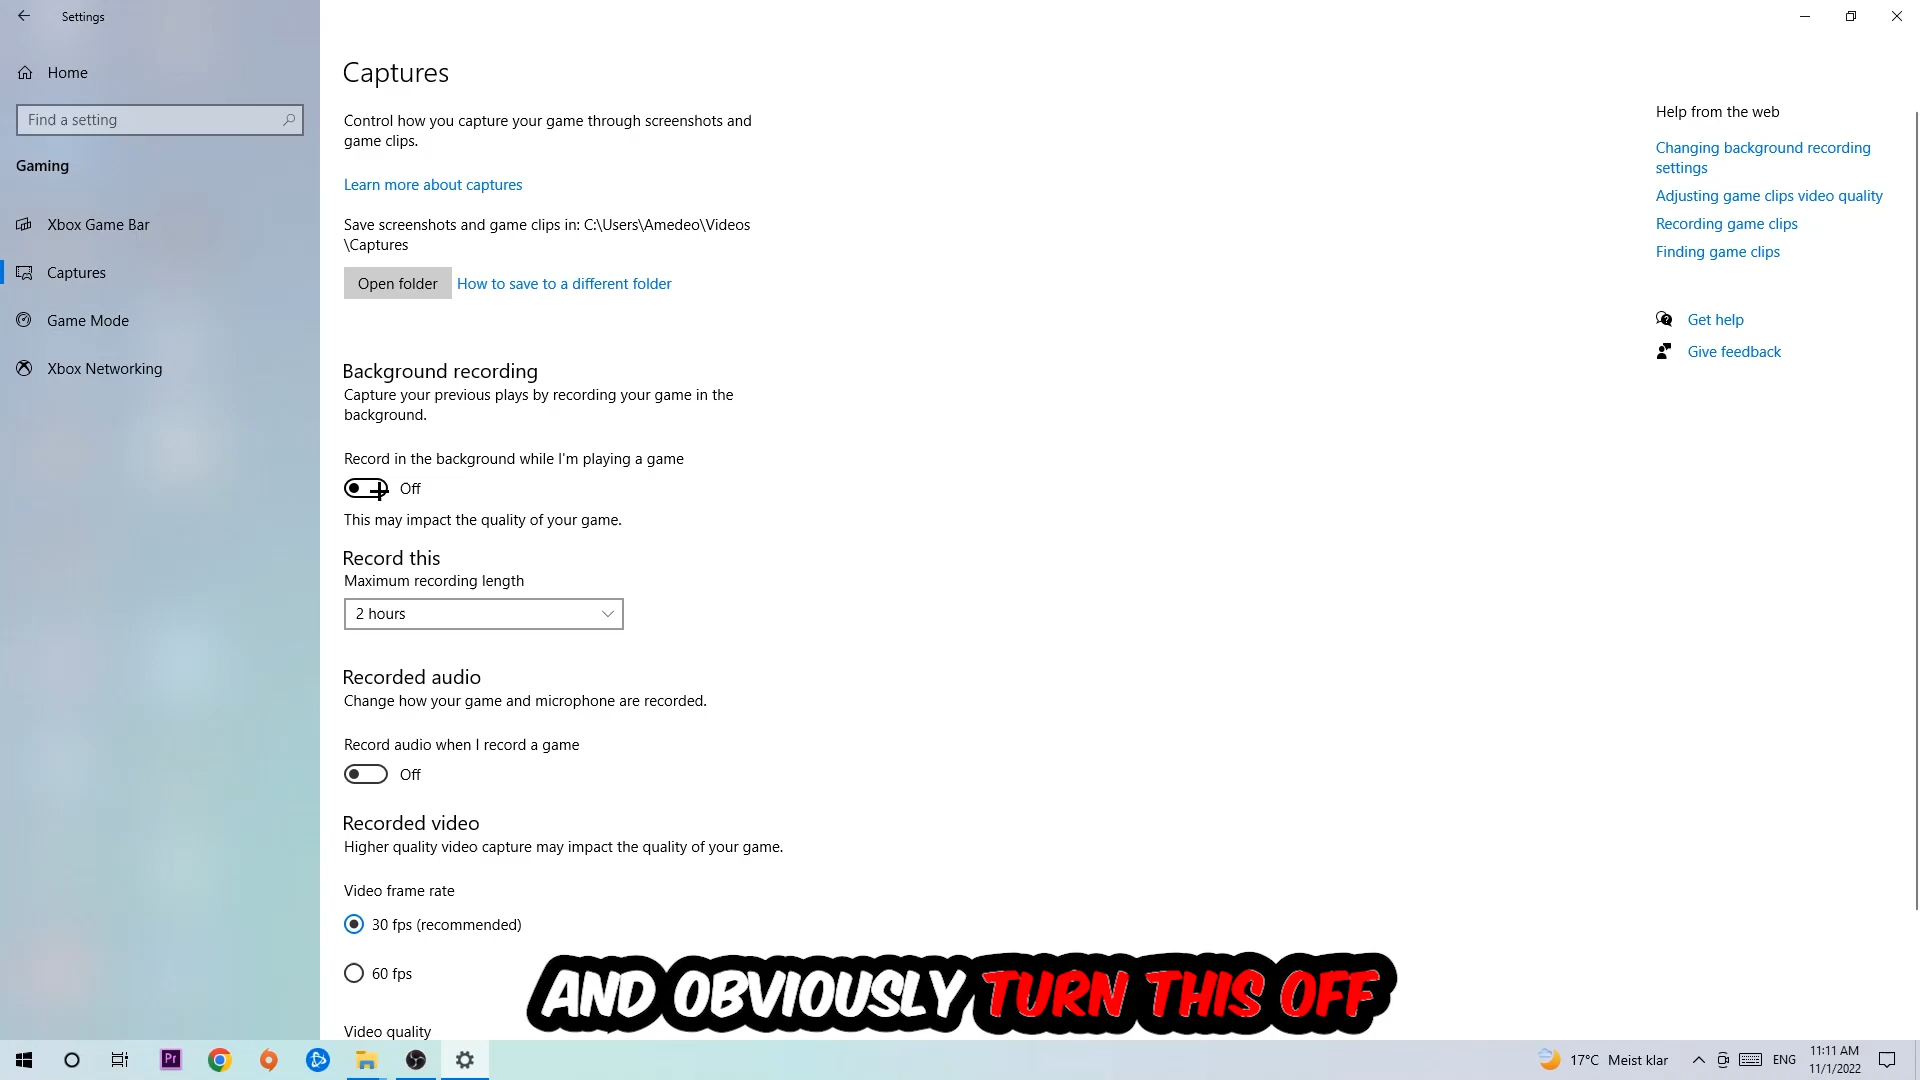 Settings
Home
Find a setting
Gaming
Xbox Game Bar
Captures
Game Mode
Xbox Networking
Captures
Control how you capture your game through screenshots and
game clips.
Learn more about captures
Save screenshots and game clips in: C:\Users\Amedeo\Videos
\Captures
Open folder
How to save to a different folder
Background recording
Capture your previous plays by recording your game in the
background.
Record in the background while I'm playing a game
Off
This may impact the quality of your game.
Record this
Maximum recording length
2 hours
Recorded audio
Change how your game and microphone are recorded.
Record audio when I record a game
Off
Recorded video
Higher quality video capture may impact the quality of your game.
Video frame rate
30 fps (recommended)
60 fps
Video quality
Help from the web
Changing background recording
settings
Adjusting game clips video quality
Recording game clips
Finding game clips
Get help
Give feedback
AND OBVIOUSLY TURN THIS OFF
Pr
17°C Meist klar
ENG
11:11 AM
11/1/2022